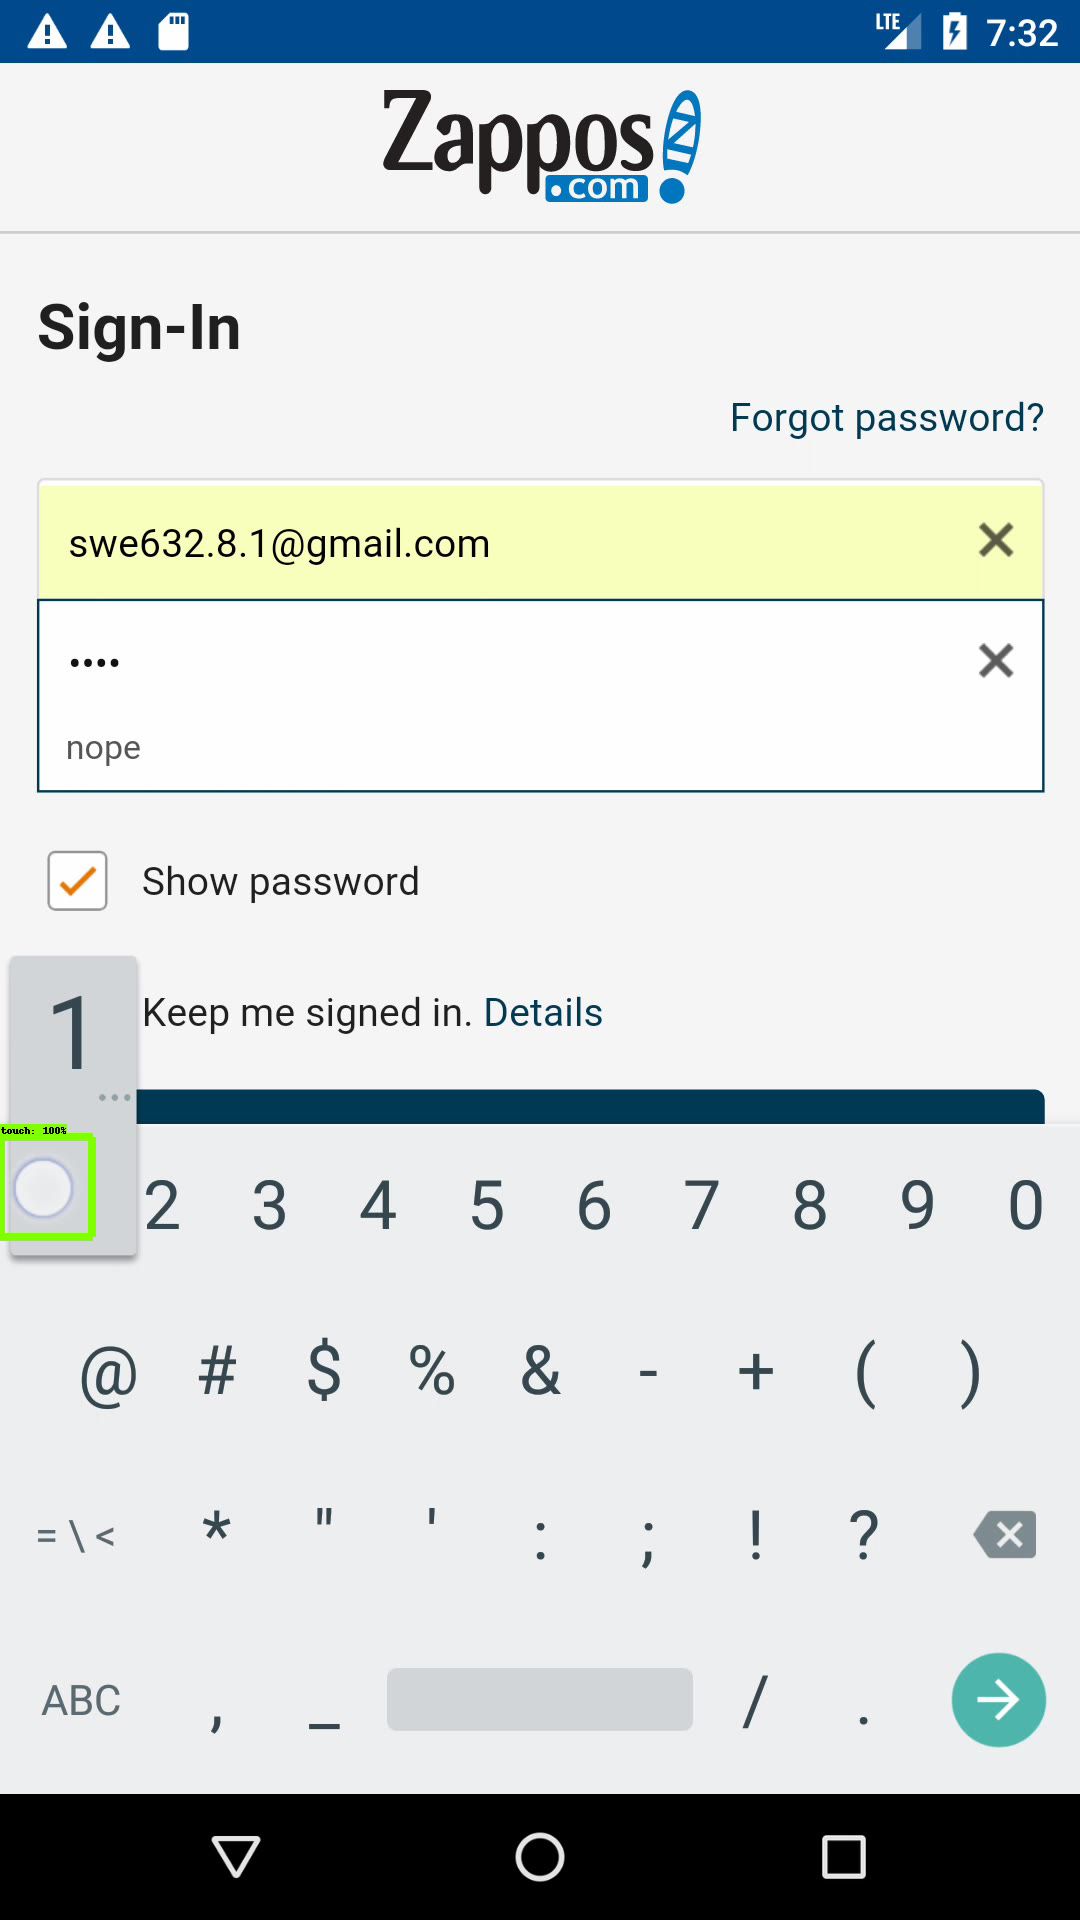 LTE 7:32
Zappos
.com
Sign-In
Forgot password?
swe632.8.1@gmail.com
••••
nope
Show password
1
Keep me signed in. Details
touch: 100%
2 3 4 5 6 7 8 9 0
@ # $ % & - + ( )
= \ < * " ' : ; ! ?
ABC , _ / .